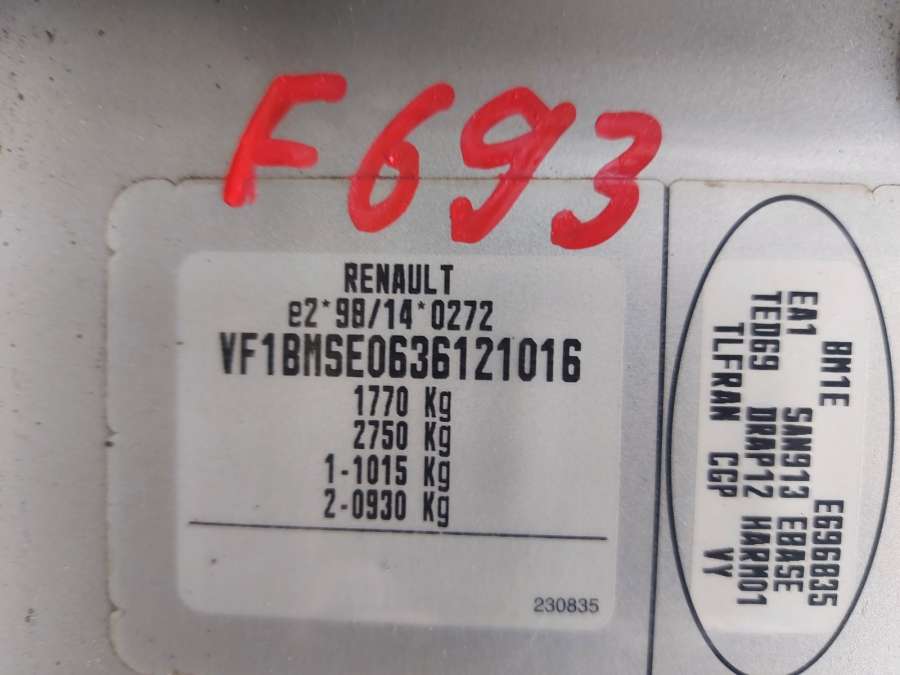 F693
RENAULT
e2*98/14*0272
VF1BMSE0636121016
1770 Kg
2750 Kg
1-1015 Kg
2-0930 Kg
230835
BM1E E696835
EA1 SAN913 EBASE
TED69 DRAP12 HARM01
TLFRAN CGP VY